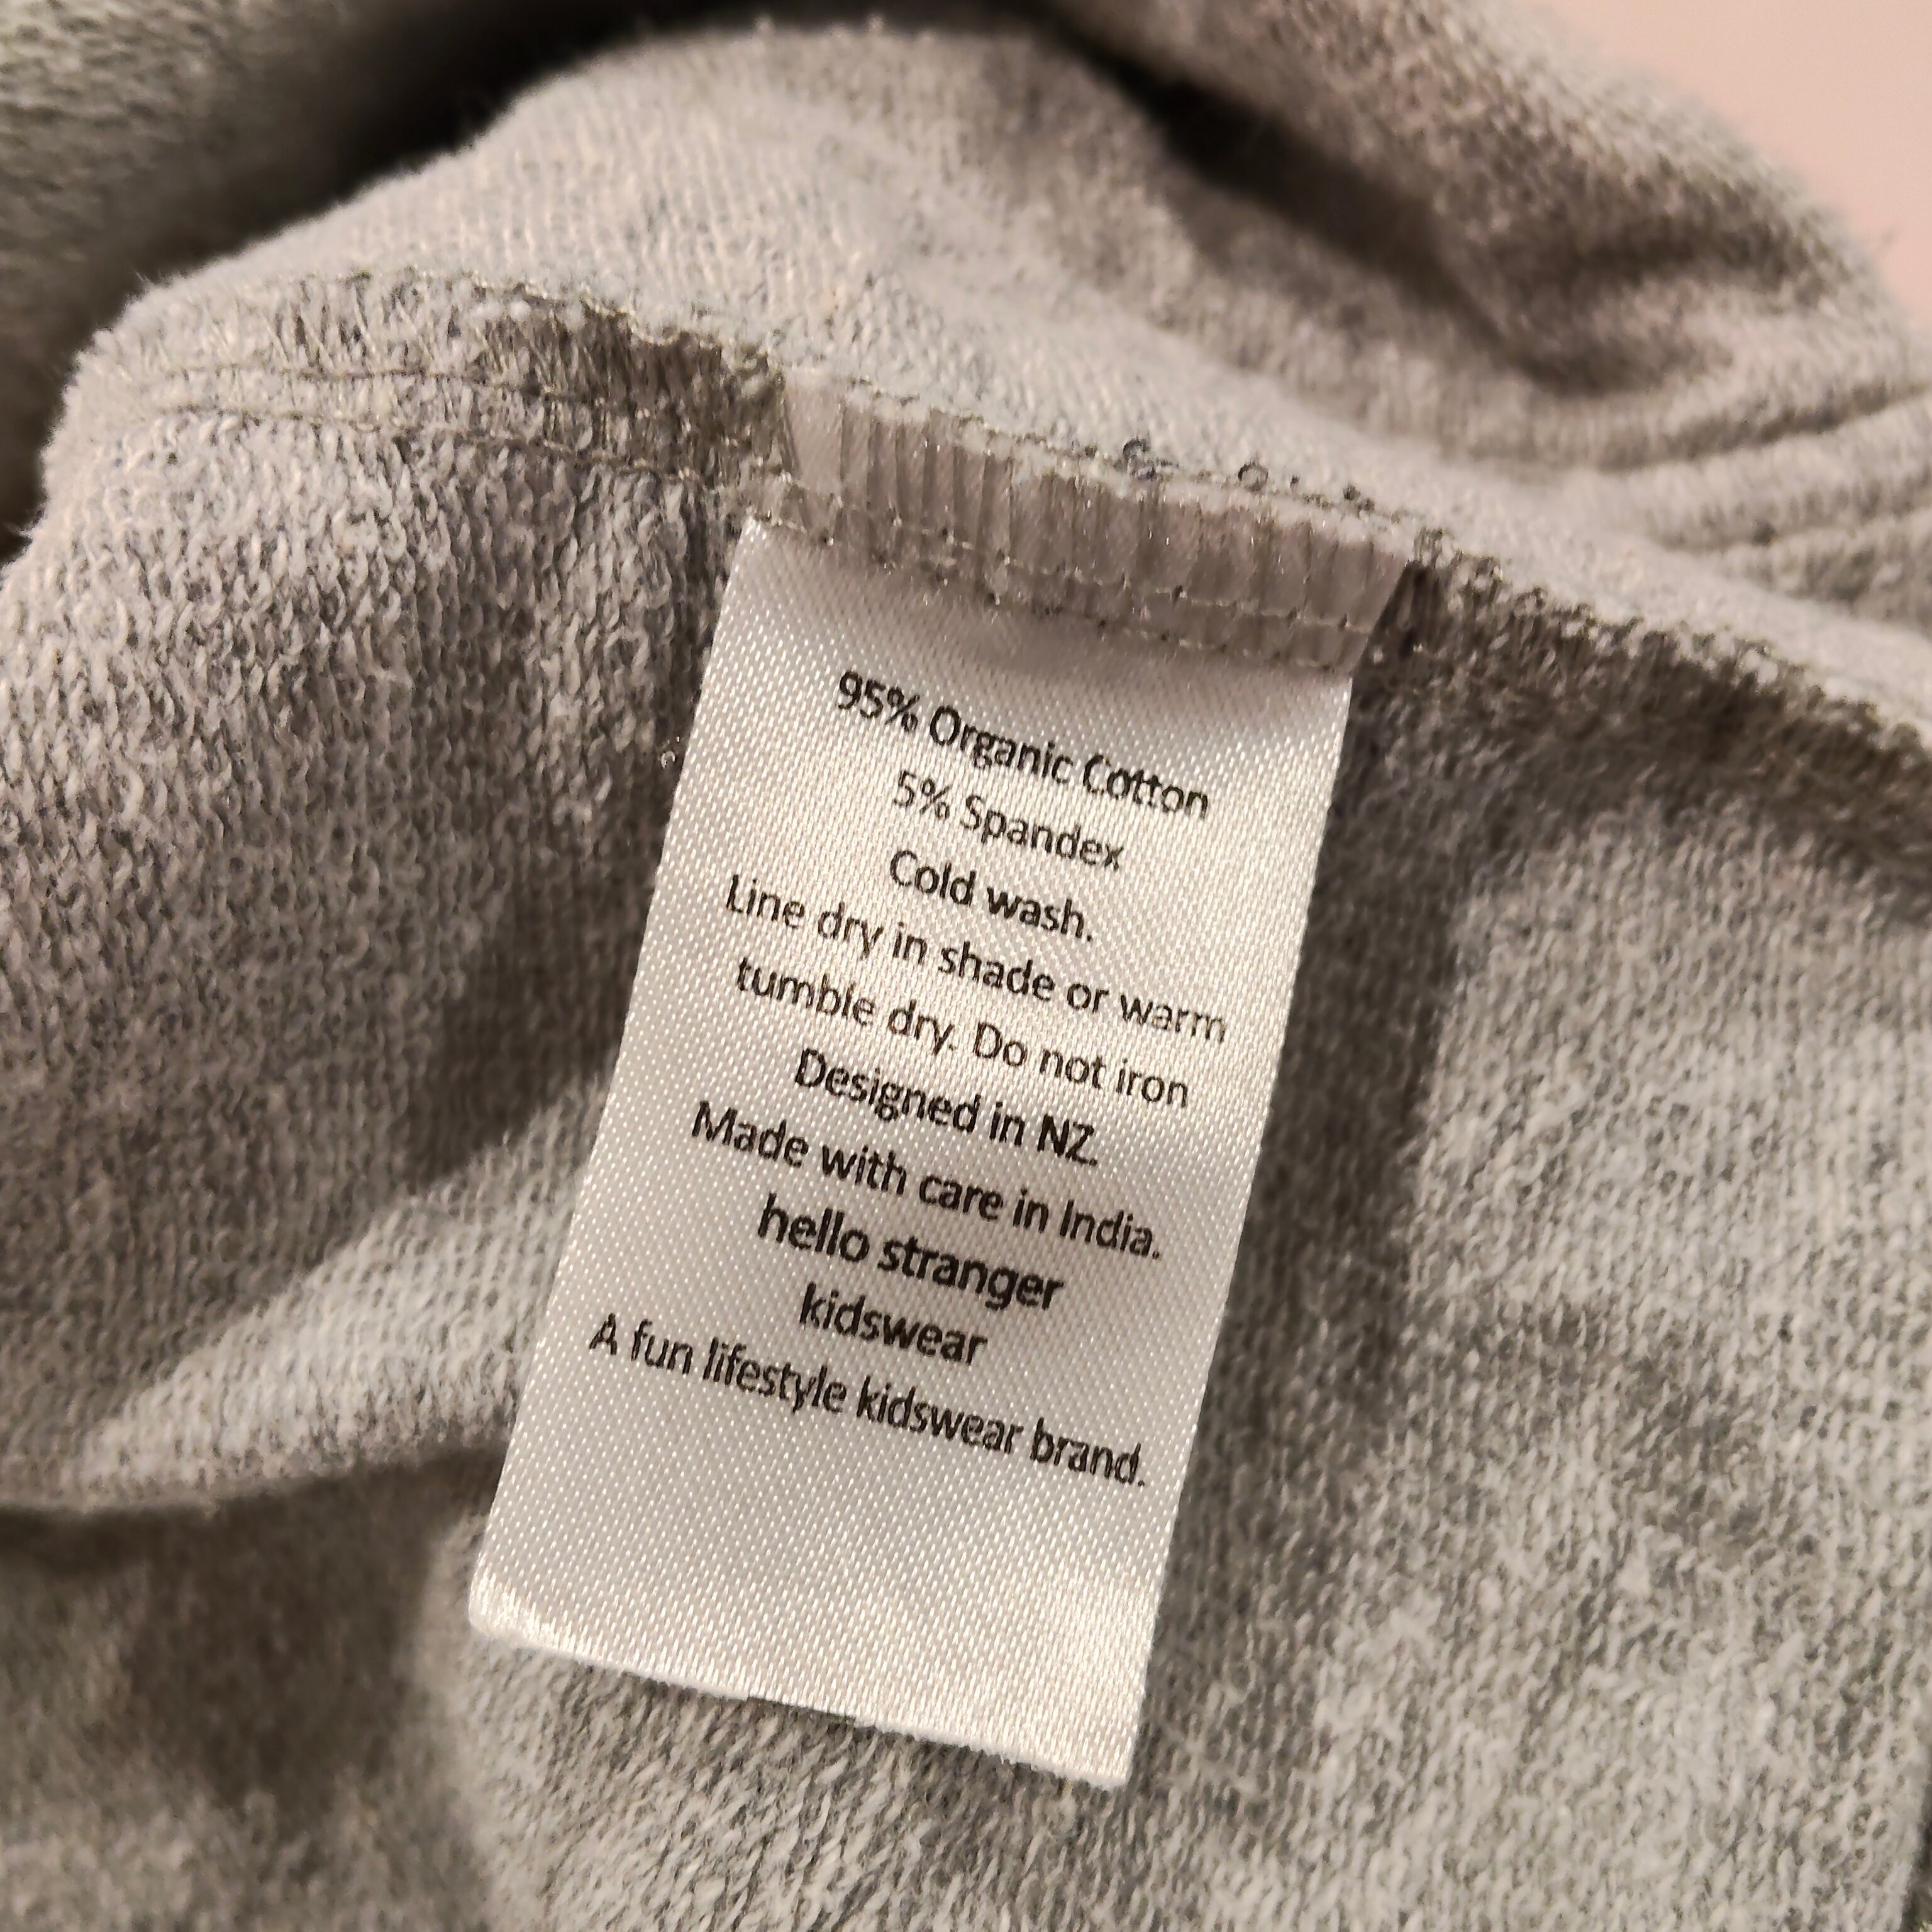 95% Organic Cotton
5% Spandex
Cold wash.
Line dry in shade or warm
tumble dry. Do not iron
Designed in NZ.
Made with care in India.
hello stranger
kidswear
A fun lifestyle kidswear brand.